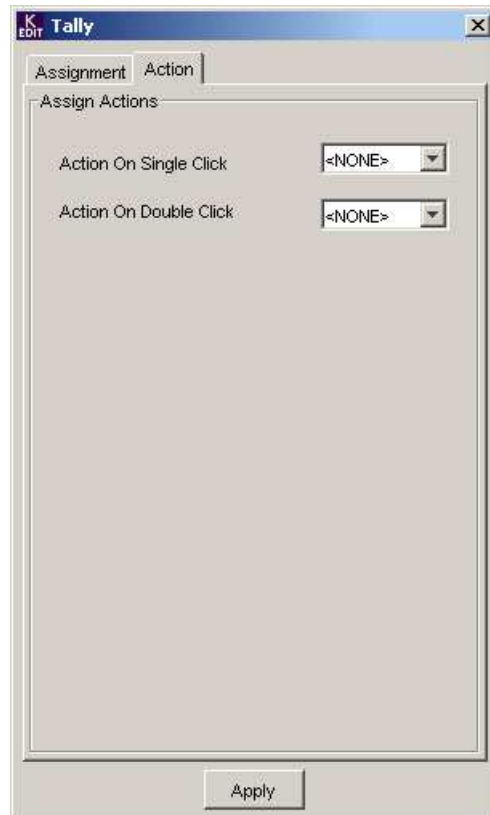 K EDIT Tally
Assignment Action
Assign Actions
Action On Single Click <NONE>
Action On Double Click <NONE>
Apply